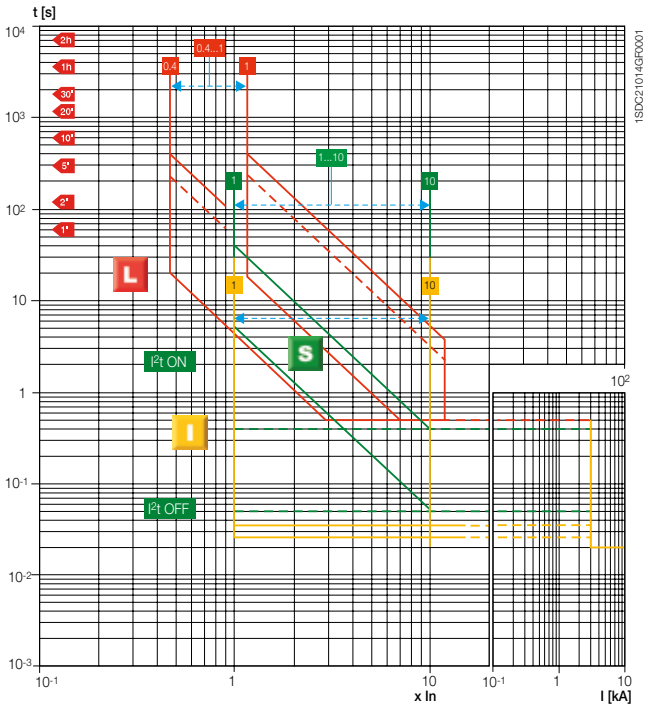 t [s]
10⁴
2h
1h
30'
20'
10'
5'
2'
1'
10³
10²
10
1
10-1
10-2
10-3
0.4
0.4...1
1
1
1...10
10
1
10
L
S
I
I²t ON
I²t OFF
10²
10-1
1
10
10-1
1
10
x In
I [kA]
1SDC21014GF0001